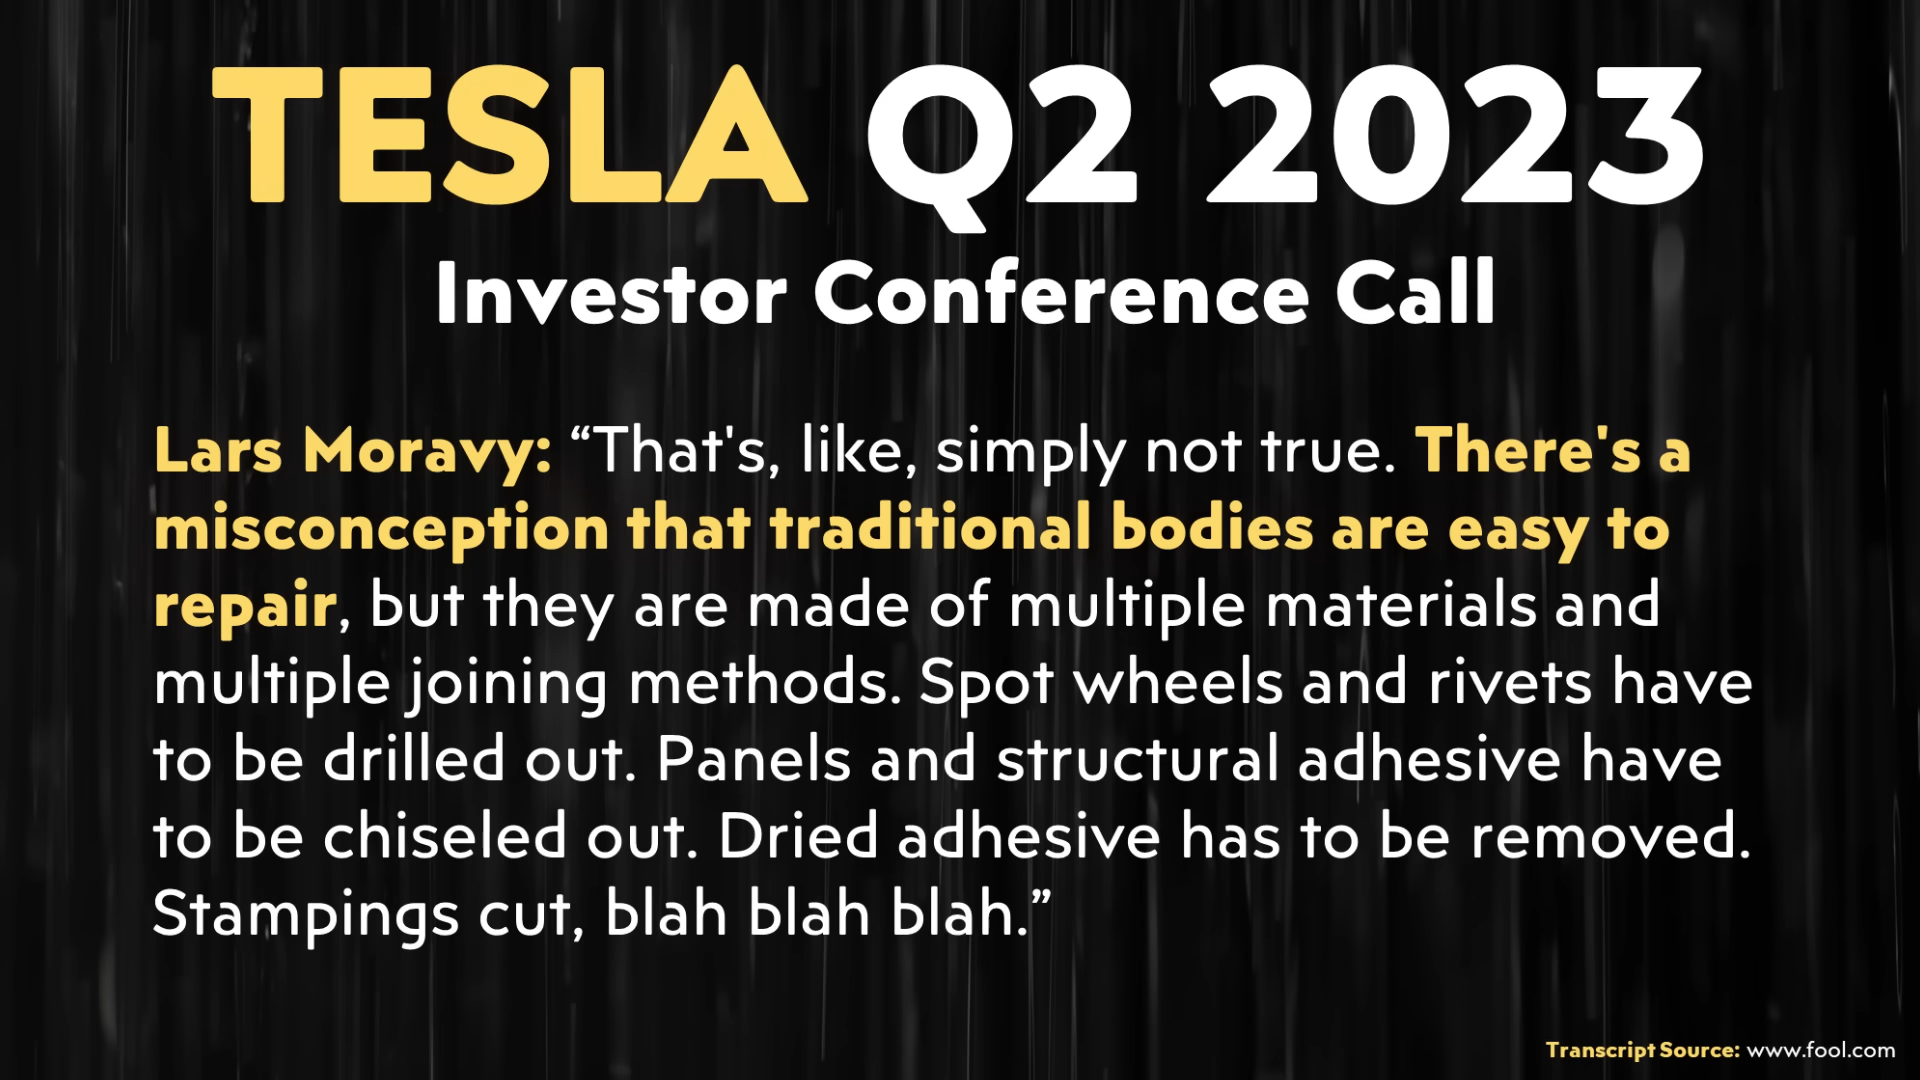 TESLA Q2 2023
Investor Conference Call
Lars Moravy: “That's, like, simply not true. There's a
misconception that traditional bodies are easy to
repair, but they are made of multiple materials and
multiple joining methods. Spot wheels and rivets have
to be drilled out. Panels and structural adhesive have
to be chiseled out. Dried adhesive has to be removed.
Stampings cut, blah blah blah.”
Transcript Source: www.fool.com